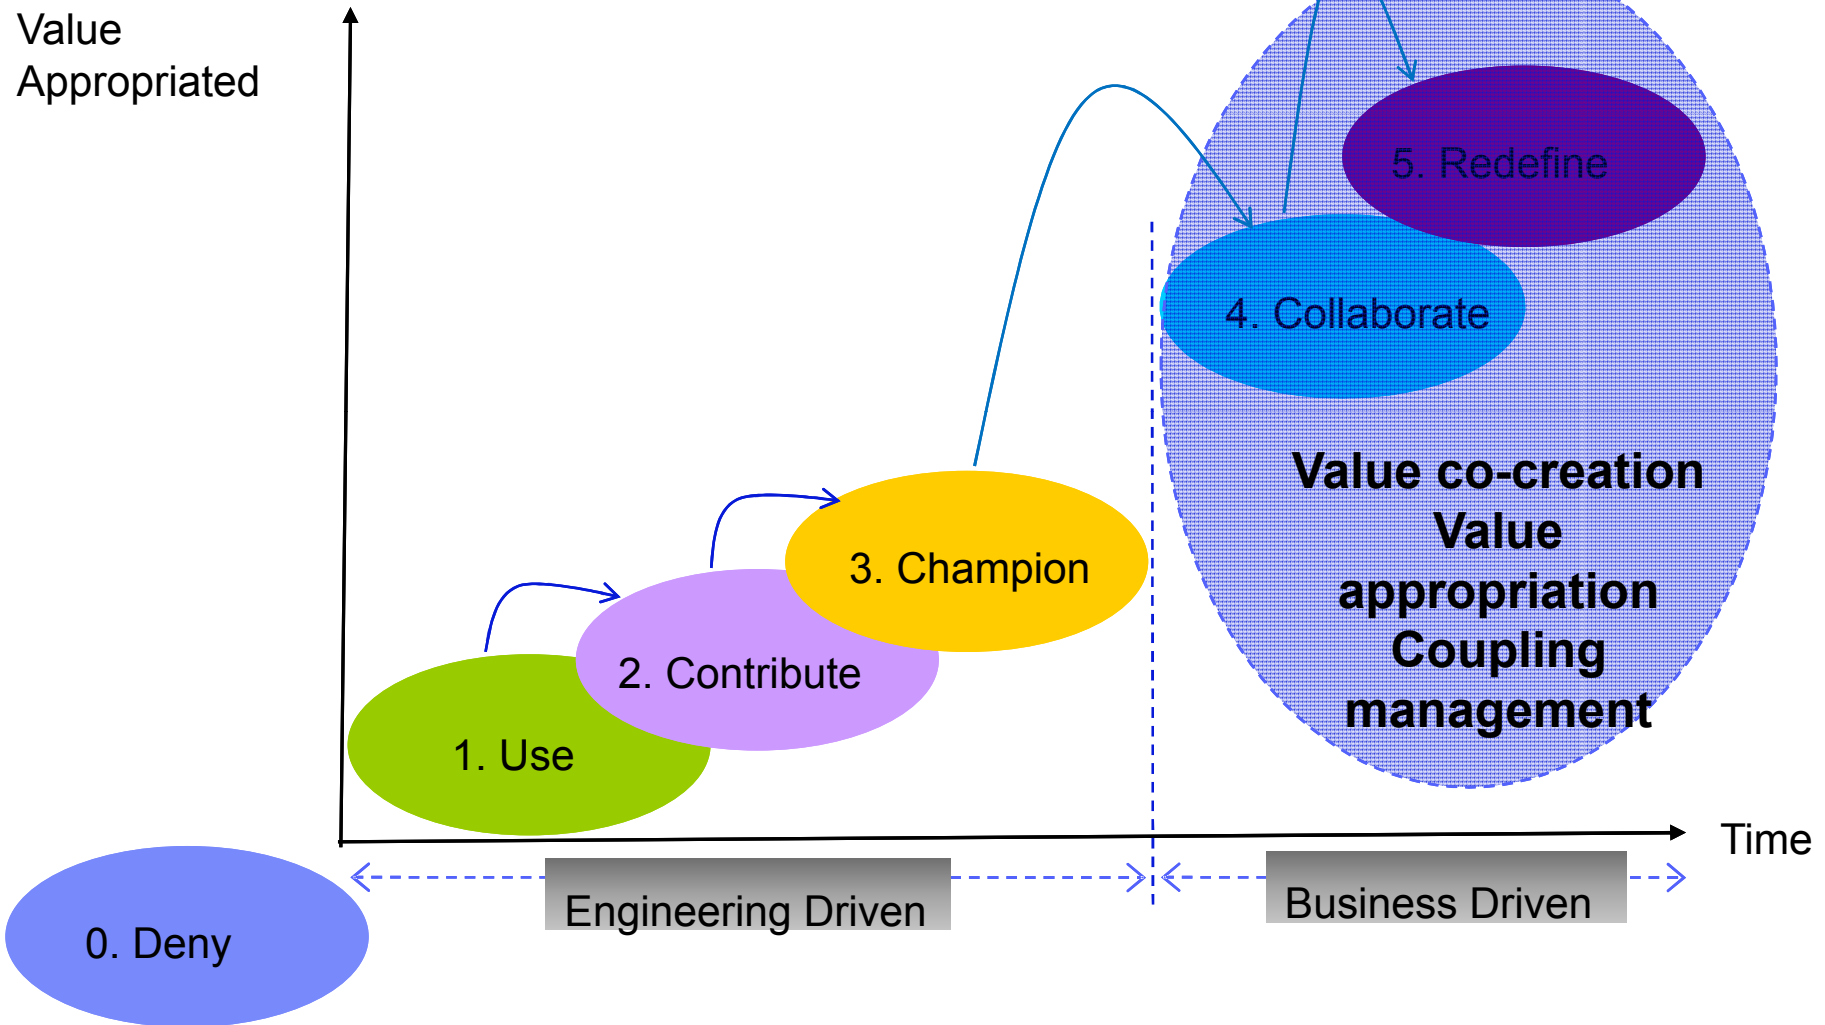 Value
Appropriated
5. Redefine
4. Collaborate
Value co-creation
Value
appropriation
Coupling
management
3. Champion
2. Contribute
1. Use
Time
Engineering Driven
Business Driven
0. Deny